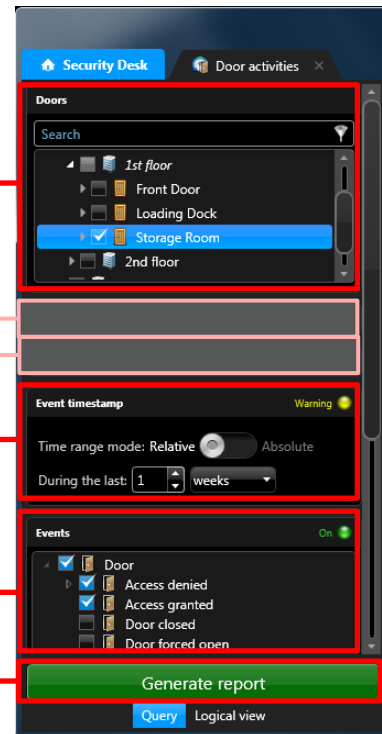 Security Desk
Door activities
Doors
Search
1st floor
Front Door
Loading Dock
Storage Room
2nd floor
Event timestamp Warning
Time range mode: Relative Absolute
During the last: 1 weeks
Events On
Door
Access denied
Access granted
Door closed
Door forced open
Generate report
Query Logical view